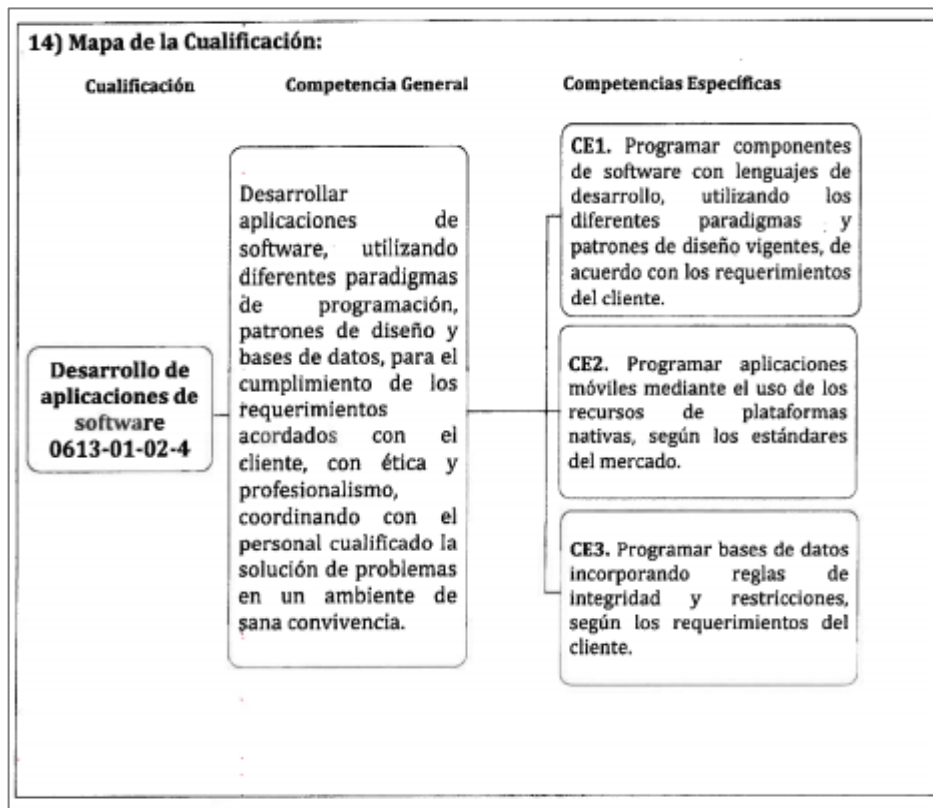 14) Mapa de la Cualificación:
Cualificación
Competencia General
Competencias Específicas
Desarrollo de
aplicaciones de
software
0613-01-02-4
Desarrollar
aplicaciones de
software, utilizando
diferentes paradigmas
de programación,
patrones de diseño y
bases de datos, para el
cumplimiento de los
requerimientos
acordados con el
cliente, con ética y
profesionalismo,
coordinando con el
personal cualificado la
solución de problemas
en un ambiente de
sana convivencia.
CE1. Programar componentes
de software con lenguajes de
desarrollo, utilizando los
diferentes paradigmas y
patrones de diseño vigentes, de
acuerdo con los requerimientos
del cliente.
CE2. Programar aplicaciones
móviles mediante el uso de los
recursos de plataformas
nativas, según los estándares
del mercado.
CE3. Programar bases de datos
incorporando reglas de
integridad y restricciones,
según los requerimientos del
cliente.